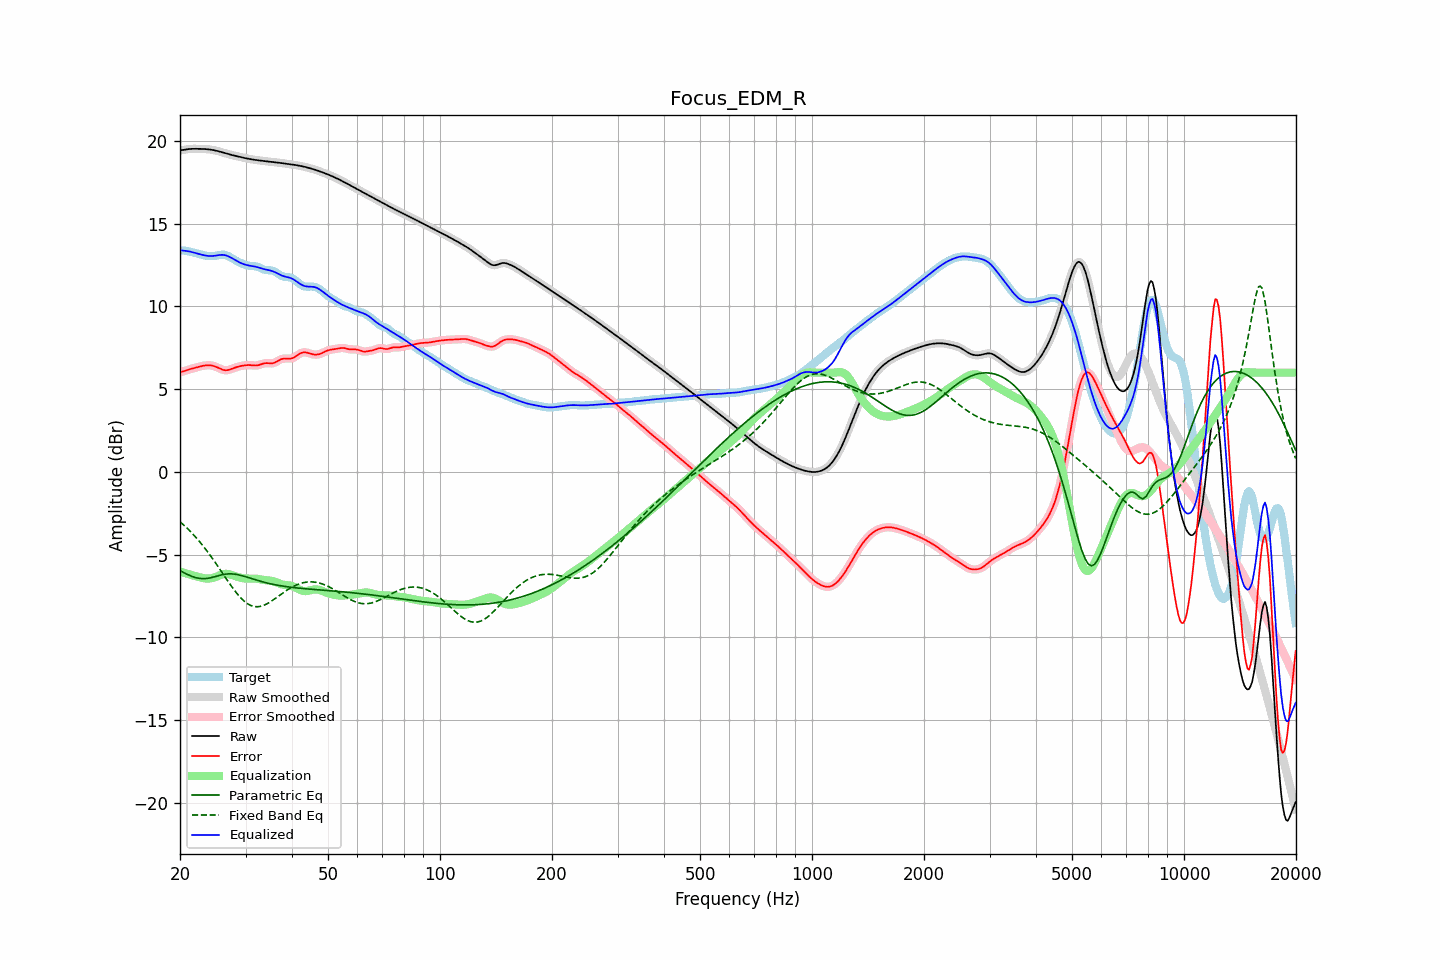 Focus_EDM_R
Amplitude (dBr)
20
15
10
5
0
−5
−10
−15
−20
Target
Raw Smoothed
Error Smoothed
Raw
Error
Equalization
Parametric Eq
Fixed Band Eq
Equalized
20 50 100 200 500 1000 2000 5000 10000 20000
Frequency (Hz)